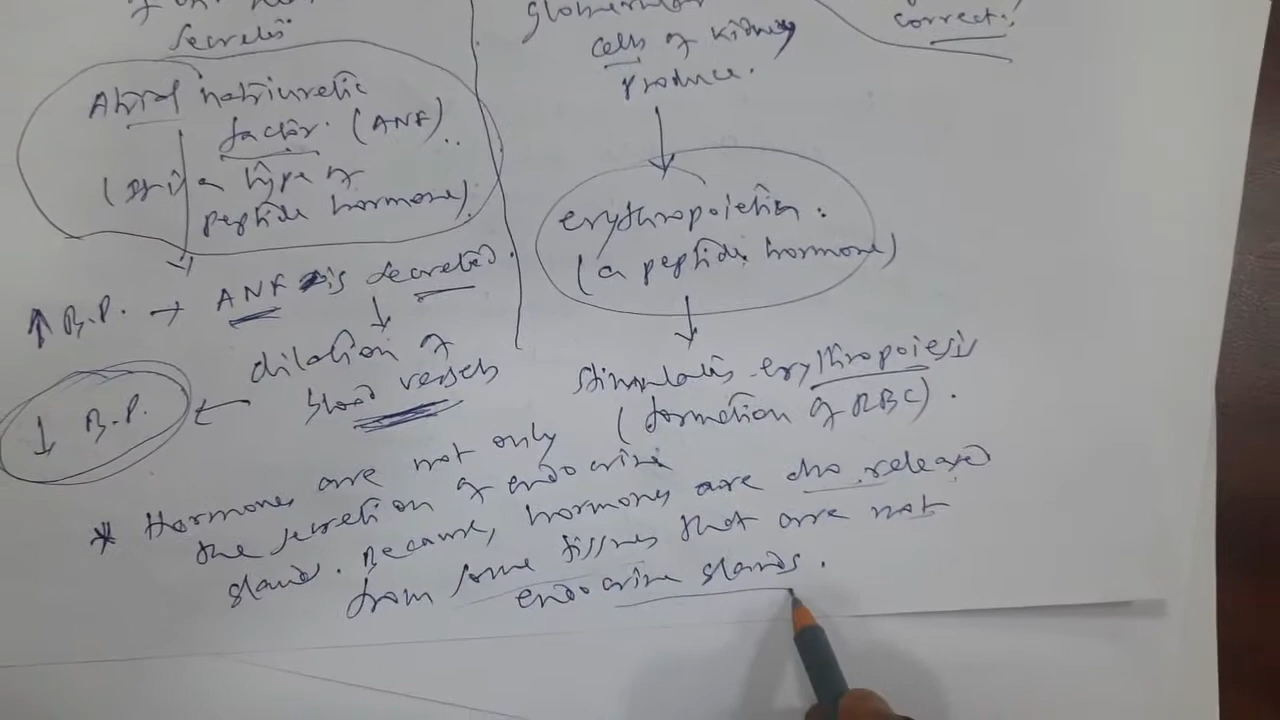 secretes
Atrial natriuretic
factor. (ANF)..
(It is a type of
peptide hormone)
↑ B.P. → ANF is secreted.
dilation of
blood vessels
↓ B.P.
cells of kidney
produce.
erythropoietin.
(a peptide hormone)
stimulates erythropoiesis
(formation of RBC).
correct!
* Hormones are not only
the secretion of endocrine
gland. Because, hormones are also released
from some tissues that are not
endocrine glands.